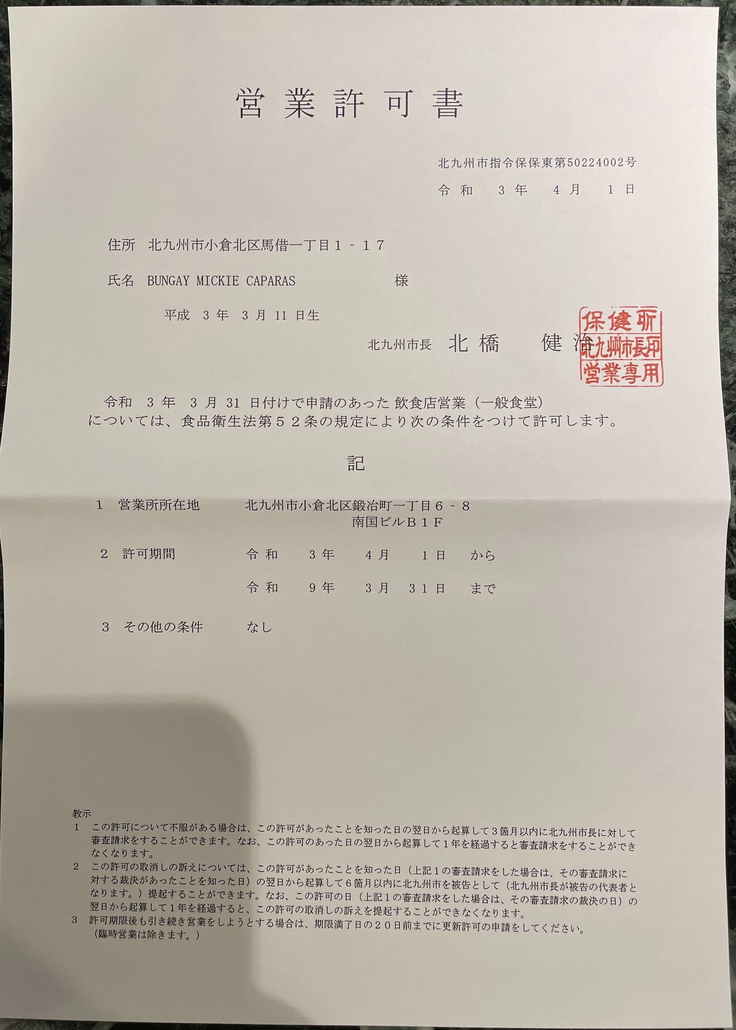 営業許可書
北九州市指令保保東第50224002号
令和　3年　4月　1日
住所　北九州市小倉北区馬借一丁目１‐１７
氏名　BUNGAY MICKIE CAPARAS　様
平成　3年　3月11日生
北九州市長　北橋　健治
保健所
北九州市長印
営業専用
令和　3年　3月31日付けで申請のあった 飲食店営業（一般食堂）
については、食品衛生法第５２条の規定により次の条件をつけて許可します。
記
1　営業所所在地　北九州市小倉北区鍛冶町一丁目６‐８
南国ビルＢ１Ｆ
2　許可期間　令和　3年　4月　1日　から
令和　9年　3月　31日　まで
3　その他の条件　なし
教示
1　この許可について不服がある場合は、この許可があったことを知った日の翌日から起算して３箇月以内に北九州市長に対して
審査請求をすることができます。なお、この許可のあった日の翌日から起算して１年を経過すると審査請求をすることができ
なくなります。
2　この許可の取消しの訴えについては、この許可があったことを知った日（上記１の審査請求をした場合は、その審査請求に
対する裁決があったことを知った日）の翌日から起算して６箇月以内に北九州市を被告として（北九州市長が被告の代表者と
なります。）提起することができます。なお、この許可の日（上記１の審査請求をした場合は、その審査請求の裁決の日）の
翌日から起算して１年を経過すると、この許可の取消しの訴えを提起することができなくなります。
3　許可期限後も引き続き営業をしようとする場合は、期限満了日の２０日前までに更新許可の申請をしてください。
（臨時営業は除きます。）